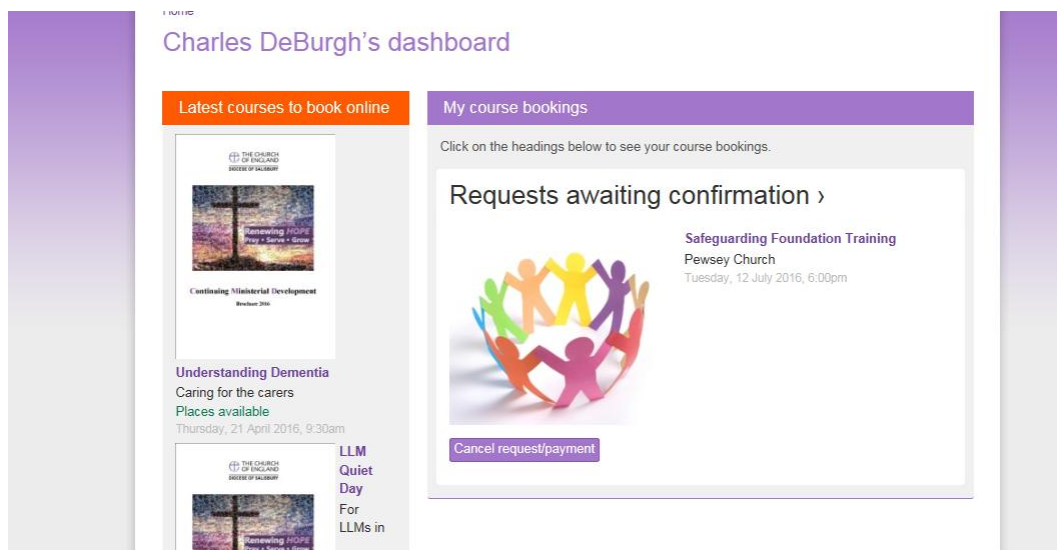 Home
Charles DeBurgh's dashboard
Latest courses to book online
THE CHURCH
OF ENGLAND
DIOCESE OF SALISBURY
Renewing HOPE
Pray • Serve • Grow
Continuing Ministerial Development
Brochure 2016
Understanding Dementia
Caring for the carers
Places available
Thursday, 21 April 2016, 9:30am
THE CHURCH
OF ENGLAND
DIOCESE OF SALISBURY
Renewing HOPE
Pray • Serve • Grow
LLM
Quiet
Day
For
LLMs in
My course bookings
Click on the headings below to see your course bookings.
Requests awaiting confirmation ›
Safeguarding Foundation Training
Pewsey Church
Tuesday, 12 July 2016, 6:00pm
Cancel request/payment